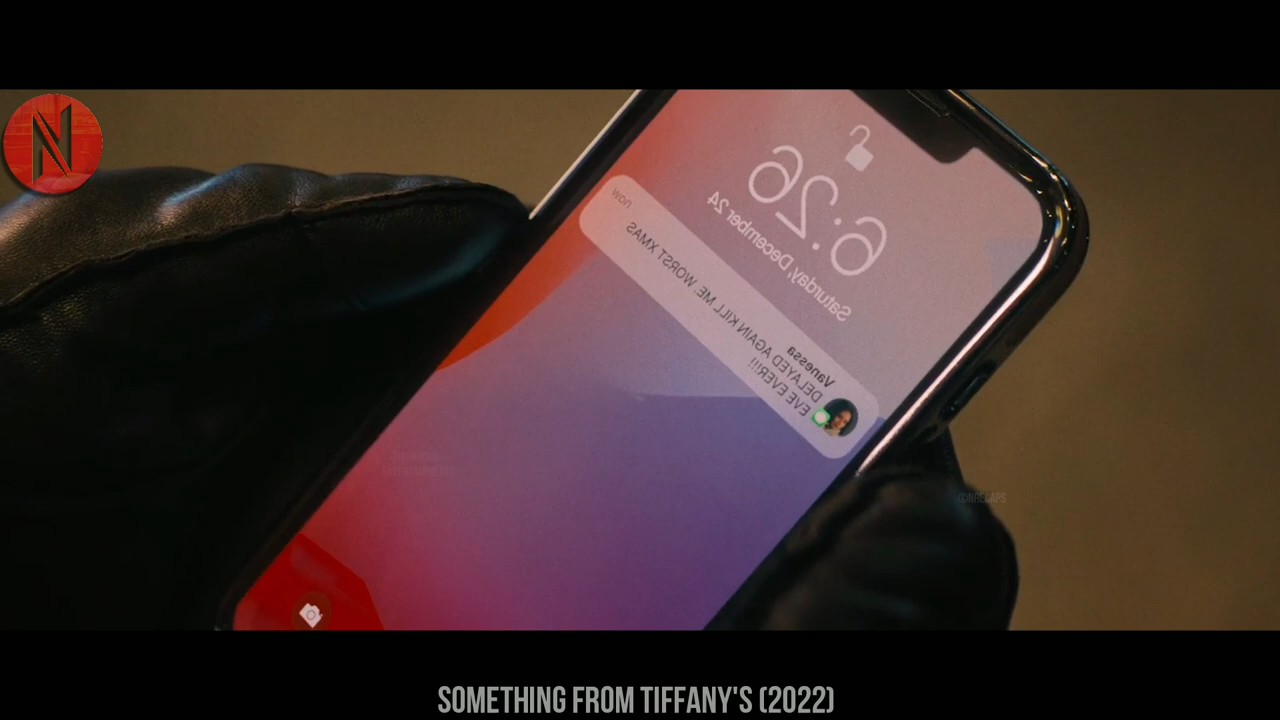 N
6:26
Saturday, December 24
Vanessa
now
DELAYED AGAIN KILL ME. WORST XMAS
EVE EVER!!!
@NRECAPS
SOMETHING FROM TIFFANY'S (2022)